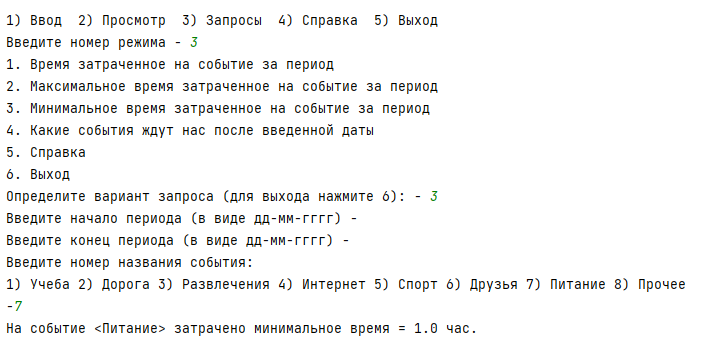 1) Ввод  2) Просмотр  3) Запросы  4) Справка  5) Выход
Введите номер режима - 3
1. Время затраченное на событие за период
2. Максимальное время затраченное на событие за период
3. Минимальное время затраченное на событие за период
4. Какие события ждут нас после введенной даты
5. Справка
6. Выход
Определите вариант запроса (для выхода нажмите 6): - 3
Введите начало периода (в виде дд-мм-гггг) -
Введите конец периода (в виде дд-мм-гггг) -
Введите номер названия события:
1) Учеба 2) Дорога 3) Развлечения 4) Интернет 5) Спорт 6) Друзья 7) Питание 8) Прочее
-7
На событие <Питание> затрачено минимальное время = 1.0 час.